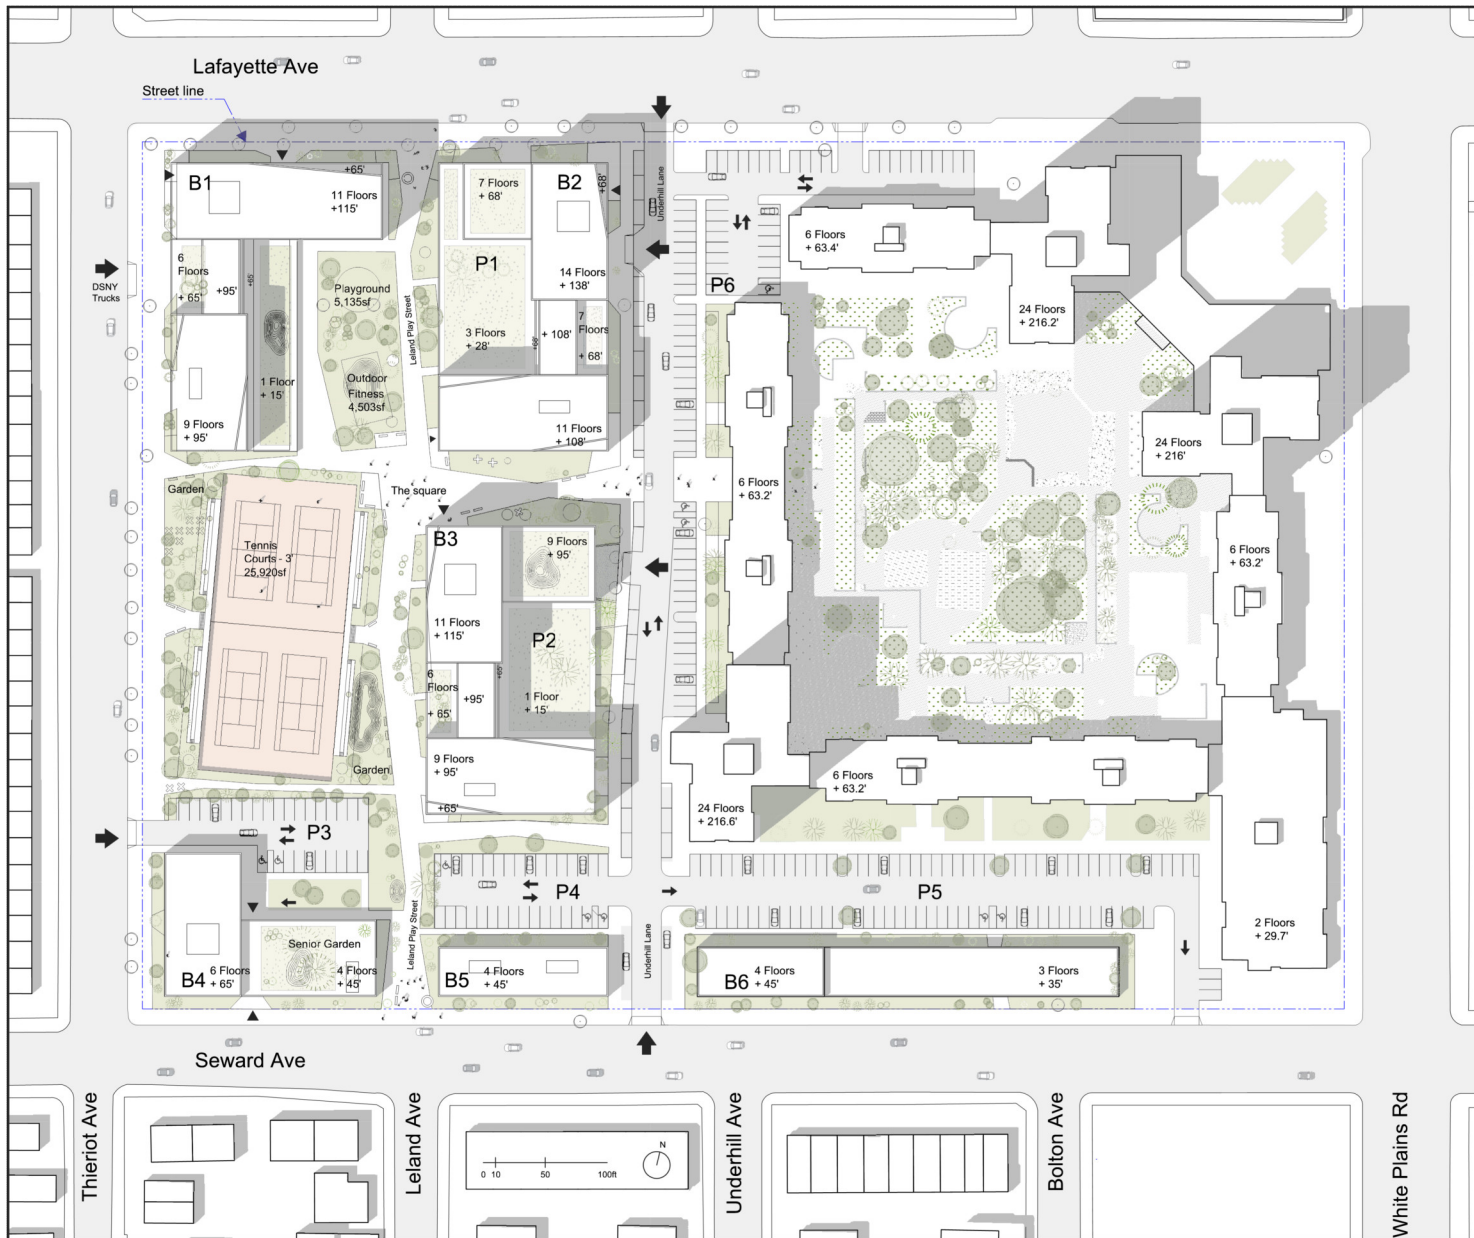 Lafayette Ave
Street line
B1
+65'
11 Floors
+115'
7 Floors
+ 68'
B2
+68'
Underhill Lane
6
Floors
+ 65'
+95'
+65'
DSNY
Trucks
Playground
5,135sf
Leland Play Street
P1
14 Floors
+ 138'
P6
6 Floors
+ 63.4'
24 Floors
+ 216.2'
3 Floors
+ 28'
+68'
+ 108'
7
Floors
+ 68'
Outdoor
Fitness
4,503sf
1 Floor
+ 15'
9 Floors
+ 95'
11 Floors
+ 108'
24 Floors
+ 216'
Garden
The square
6 Floors
+ 63.2'
B3
9 Floors
+ 95'
Tennis
Courts - 3'
25,920sf
6 Floors
+ 63.2'
11 Floors
+ 115'
P2
6
Floors
+ 65'
+95'
+65'
1 Floor
+ 15'
Garden
9 Floors
+ 95'
+65'
6 Floors
+ 63.2'
24 Floors
+ 216.6'
P3
P4
P5
2 Floors
+ 29.7'
Senior Garden
Leland Play Street
Underhill Lane
B4
6 Floors
+ 65'
4 Floors
+ 45'
B5
4 Floors
+ 45'
B6
4 Floors
+ 45'
3 Floors
+ 35'
Seward Ave
Thieriot Ave
Leland Ave
Underhill Ave
Bolton Ave
White Plains Rd
N
0 10 50 100ft